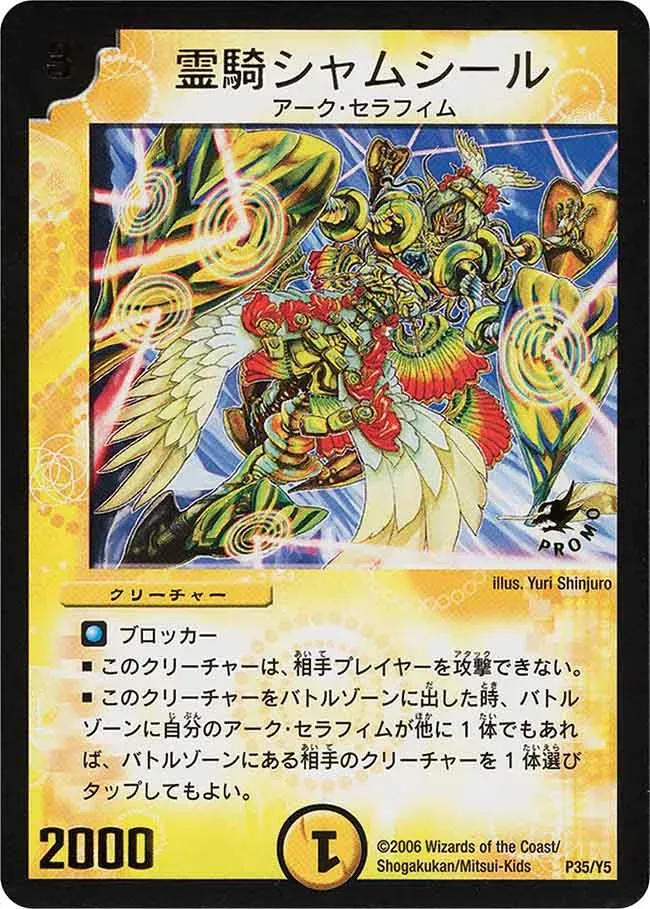 3
霊騎シャムシール
アーク・セラフィム
PROMO
illus. Yuri Shinjuro
クリーチャー
ブロッカー
■ このクリーチャーは、相手プレイヤーを攻撃できない。
■ このクリーチャーをバトルゾーンに出した時、バトル
ゾーンに自分のアーク・セラフィムが他に1体でもあれ
ば、バトルゾーンにある相手のクリーチャーを1体選び
タップしてもよい。
2000
1
©2006 Wizards of the Coast/
Shogakukan/Mitsui-Kids
P35/Y5